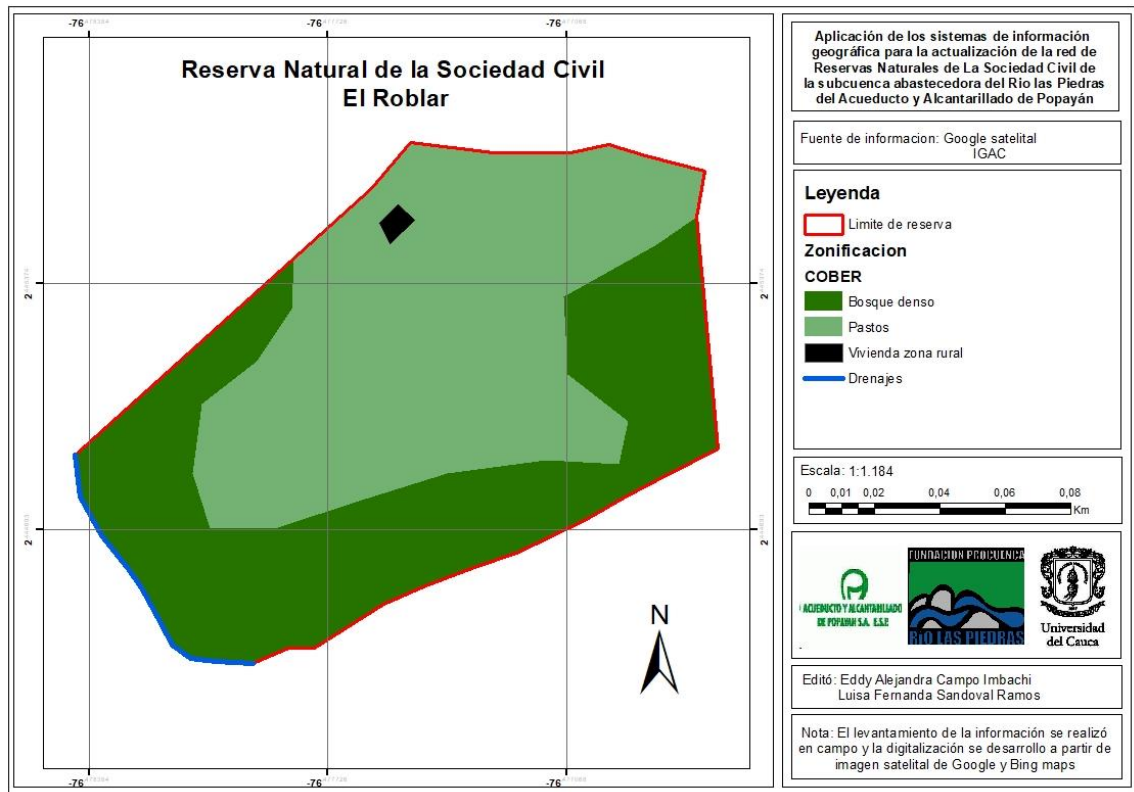 -76
-76
-76
Reserva Natural de la Sociedad Civil
El Roblar
2
2
2
2
N
-76
-76
-76
Aplicación de los sistemas de información
geográfica para la actualización de la red de
Reservas Naturales de La Sociedad Civil de
la subcuenca abastecedora del Rio las Piedras
del Acueducto y Alcantarillado de Popayán
Fuente de informacion: Google satelital
IGAC
Leyenda
Limite de reserva
Zonificacion
COBER
Bosque denso
Pastos
Vivienda zona rural
Drenajes
Escala: 1:1.184
0 0,01 0,02 0,04 0,06 0,08
Km
ACUEDUCTO Y ALCANTARILLADO
DE POPAYAN S.A. E.S.P.
FUNDACION PROCUENCA
RIO LAS PIEDRAS
Universidad
del Cauca
Editó: Eddy Alejandra Campo Imbachi
Luisa Fernanda Sandoval Ramos
Nota: El levantamiento de la información se realizó
en campo y la digitalización se desarrollo a partir de
imagen satelital de Google y Bing maps